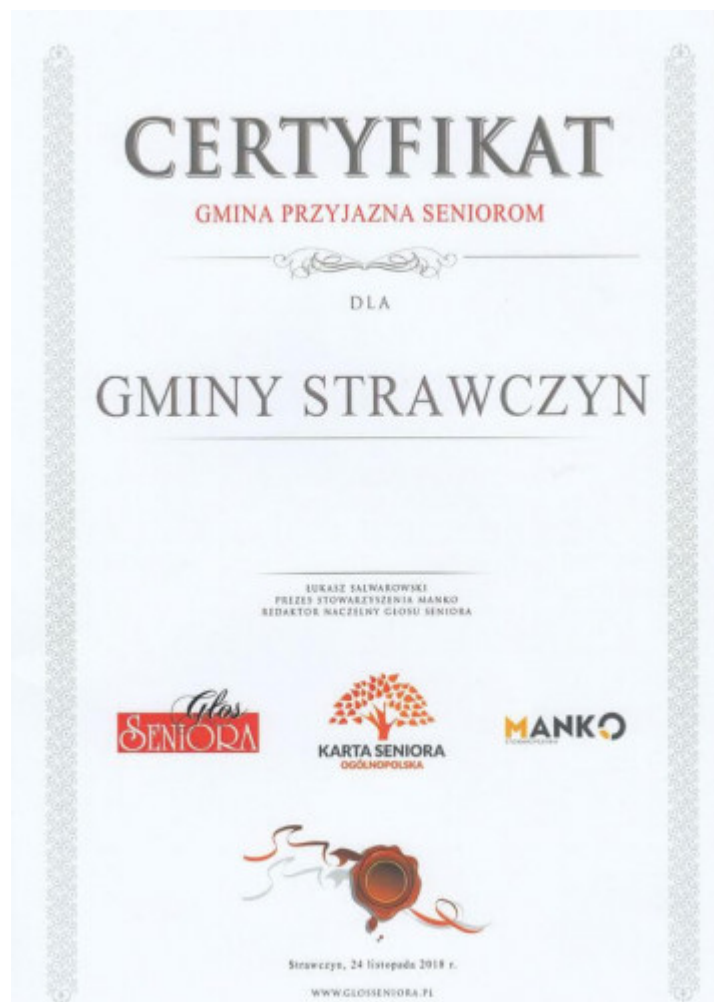 CERTYFIKAT
GMINA PRZYJAZNA SENIOROM
DLA
GMINY STRAWCZYN
ŁUKASZ SALWAROWSKI
PREZES STOWARZYSZENIA MANKO
REDAKTOR NACZELNY GŁOSU SENIORA
Głos
SENIORA
KARTA SENIORA
OGÓLNOPOLSKA
MANKO
STOWARZYSZENIE
Strawczyn, 24 listopada 2018 r.
WWW.GLOSSENIORA.PL